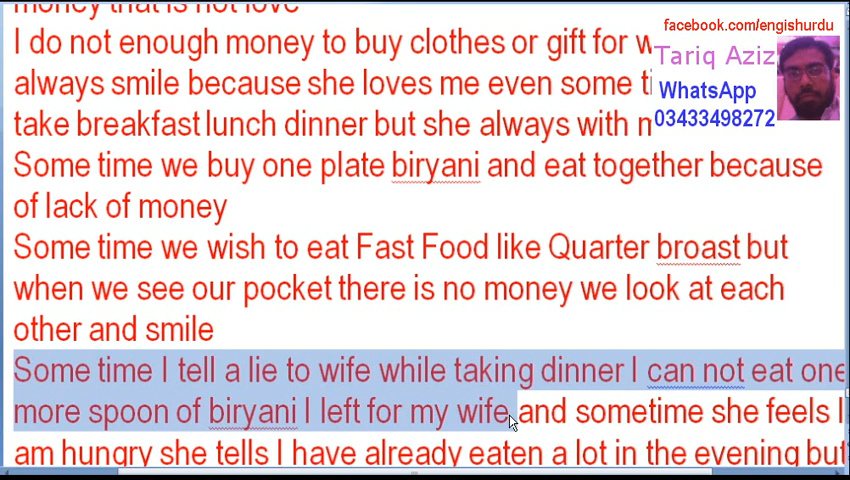 money that is not love
facebook.com/engishurdu
I do not enough money to buy clothes or gift for w
Tariq Aziz
always smile because she loves me even some ti
WhatsApp
take breakfast lunch dinner but she always with m
03433498272
Some time we buy one plate biryani and eat together because
of lack of money
Some time we wish to eat Fast Food like Quarter broast but
when we see our pocket there is no money we look at each
other and smile
Some time I tell a lie to wife while taking dinner I can not eat one
more spoon of biryani I left for my wife and sometime she feels I
am hungry she tells I have already eaten a lot in the evening but